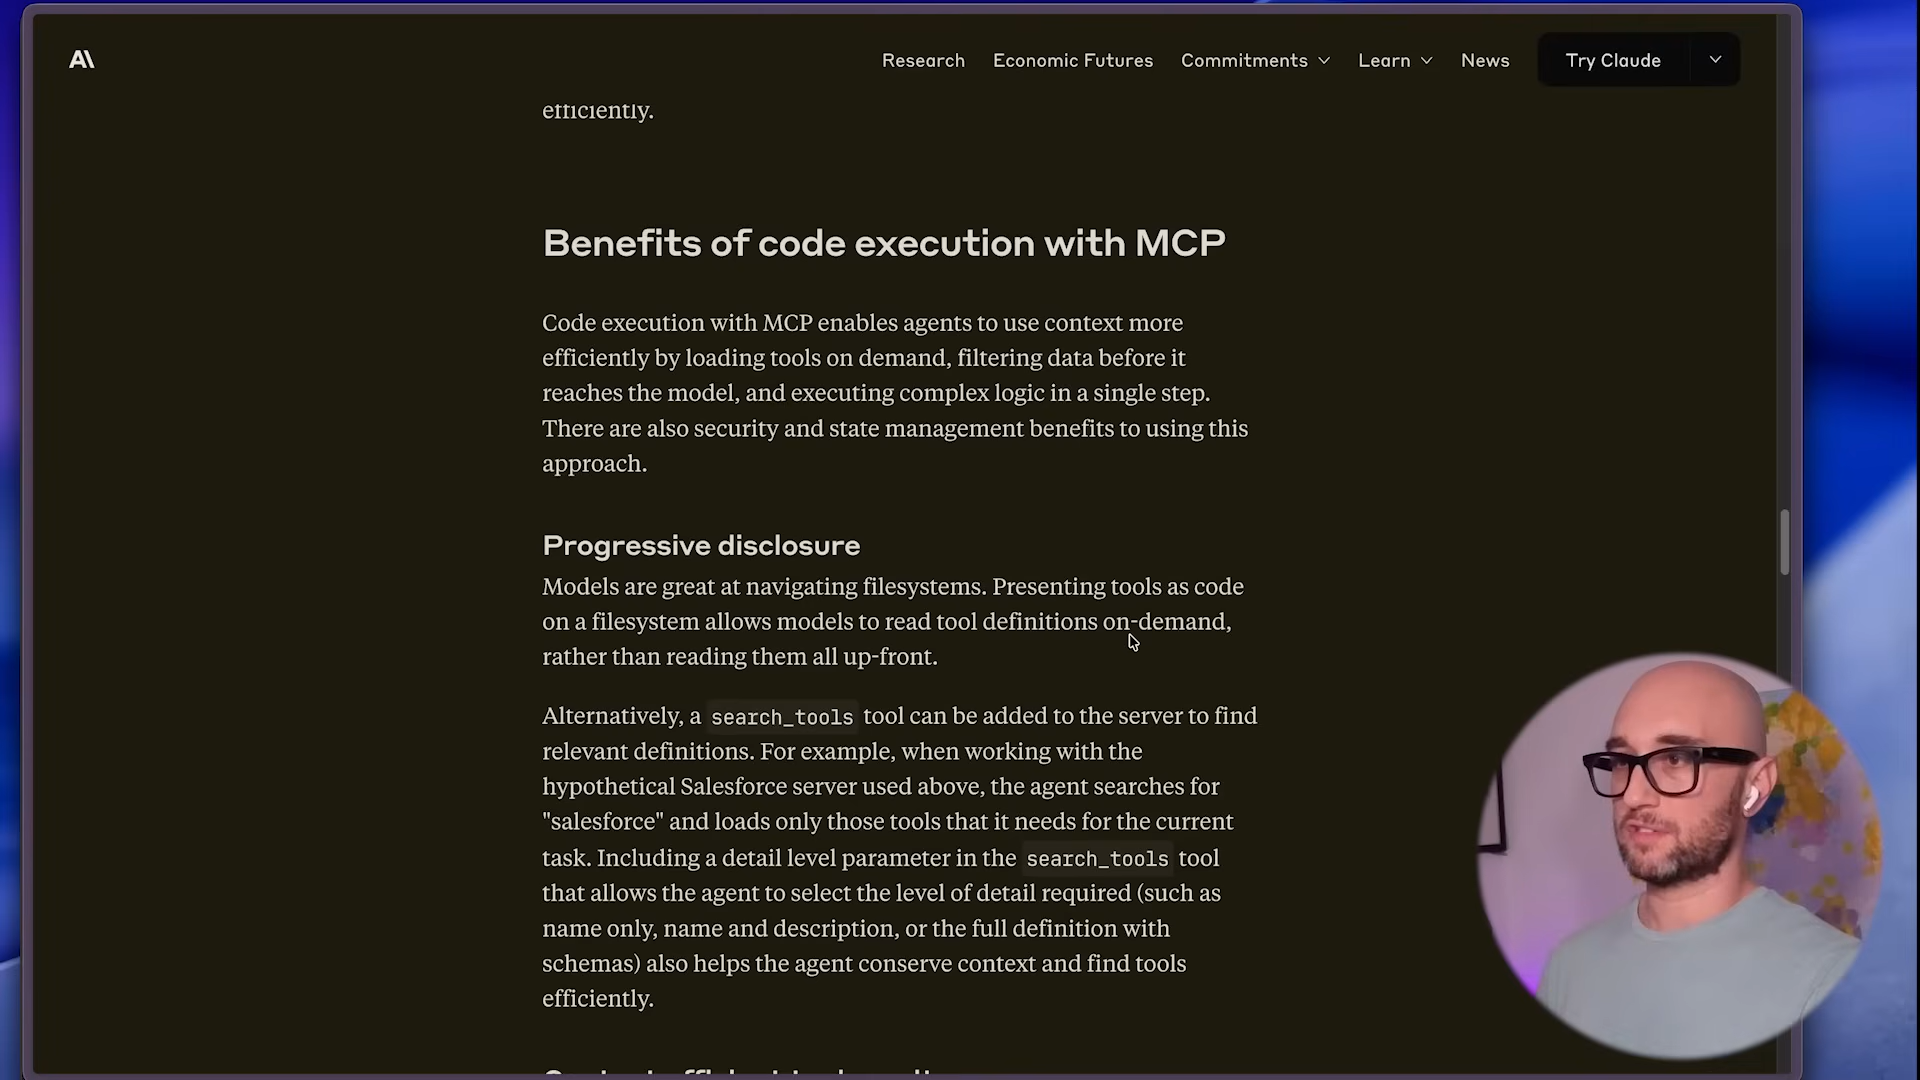 A\
Research Economic Futures Commitments Learn News Try Claude
efficiently.
Benefits of code execution with MCP
Code execution with MCP enables agents to use context more
efficiently by loading tools on demand, filtering data before it
reaches the model, and executing complex logic in a single step.
There are also security and state management benefits to using this
approach.
Progressive disclosure
Models are great at navigating filesystems. Presenting tools as code
on a filesystem allows models to read tool definitions on-demand,
rather than reading them all up-front.
Alternatively, a search_tools tool can be added to the server to find
relevant definitions. For example, when working with the
hypothetical Salesforce server used above, the agent searches for
"salesforce" and loads only those tools that it needs for the current
task. Including a detail level parameter in the search_tools tool
that allows the agent to select the level of detail required (such as
name only, name and description, or the full definition with
schemas) also helps the agent conserve context and find tools
efficiently.